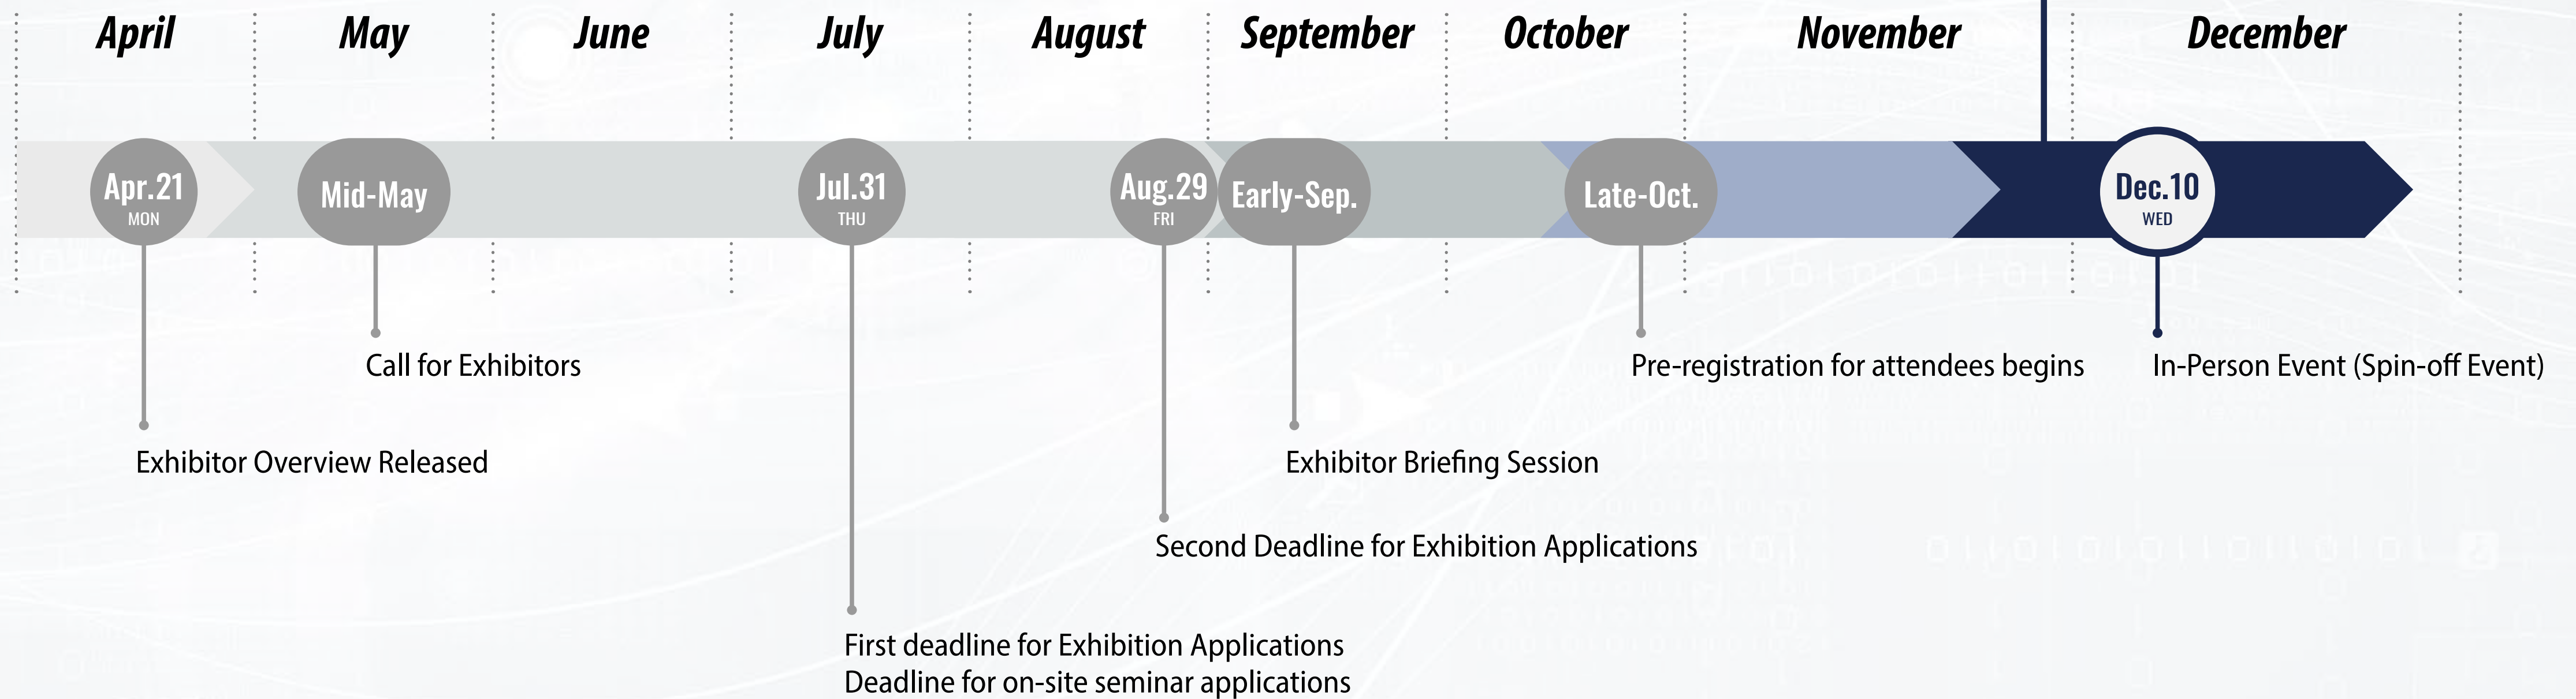 April
May
June
July
August
September
October
November
December
Apr.21
MON
Mid-May
Jul.31
THU
Aug.29
FRI
Early-Sep.
Late-Oct.
Dec.10
WED
Call for Exhibitors
Pre-registration for attendees begins
In-Person Event (Spin-off Event)
Exhibitor Overview Released
Exhibitor Briefing Session
Second Deadline for Exhibition Applications
First deadline for Exhibition Applications
Deadline for on-site seminar applications